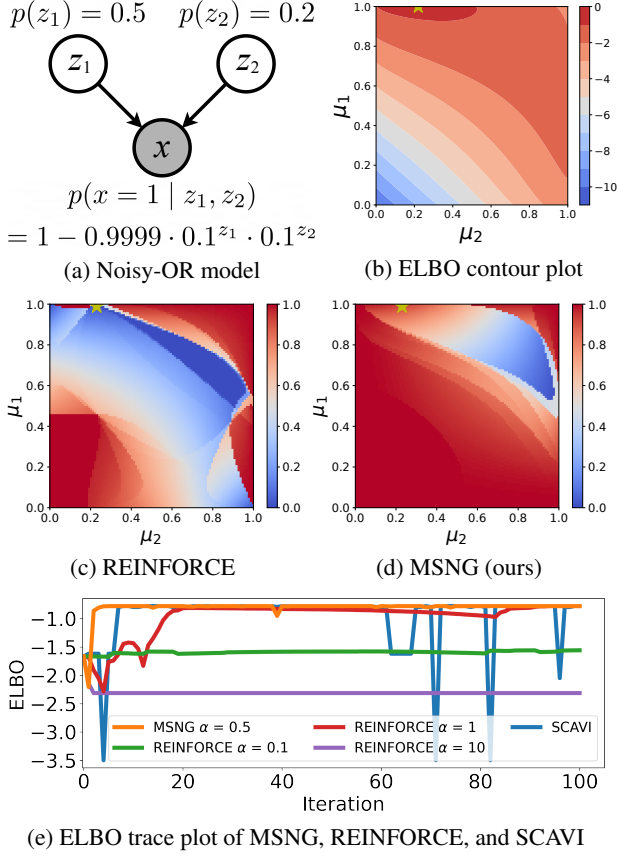 p(z₁) = 0.5 p(z₂) = 0.2
z₁ z₂
x
p(x = 1 | z₁, z₂)
= 1 − 0.9999 · 0.1^{z₁} · 0.1^{z₂}
(a) Noisy-OR model
1.0
0.8
0.6
0.4
0.2
0.0
μ₁
0.0 0.2 0.4 0.6 0.8 1.0
μ₂
0
−2
−4
−6
−8
−10
(b) ELBO contour plot
1.0
0.8
0.6
0.4
0.2
0.0
μ₁
0.0 0.2 0.4 0.6 0.8 1.0
μ₂
1.0
0.8
0.6
0.4
0.2
0.0
(c) REINFORCE
1.0
0.8
0.6
0.4
0.2
0.0
μ₁
0.0 0.2 0.4 0.6 0.8 1.0
μ₂
1.0
0.8
0.6
0.4
0.2
0.0
(d) MSNG (ours)
−1.0
−1.5
−2.0
−2.5
−3.0
−3.5
ELBO
MSNG α = 0.5 REINFORCE α = 1 SCAVI
REINFORCE α = 0.1 REINFORCE α = 10
0 20 40 60 80 100
Iteration
(e) ELBO trace plot of MSNG, REINFORCE, and SCAVI